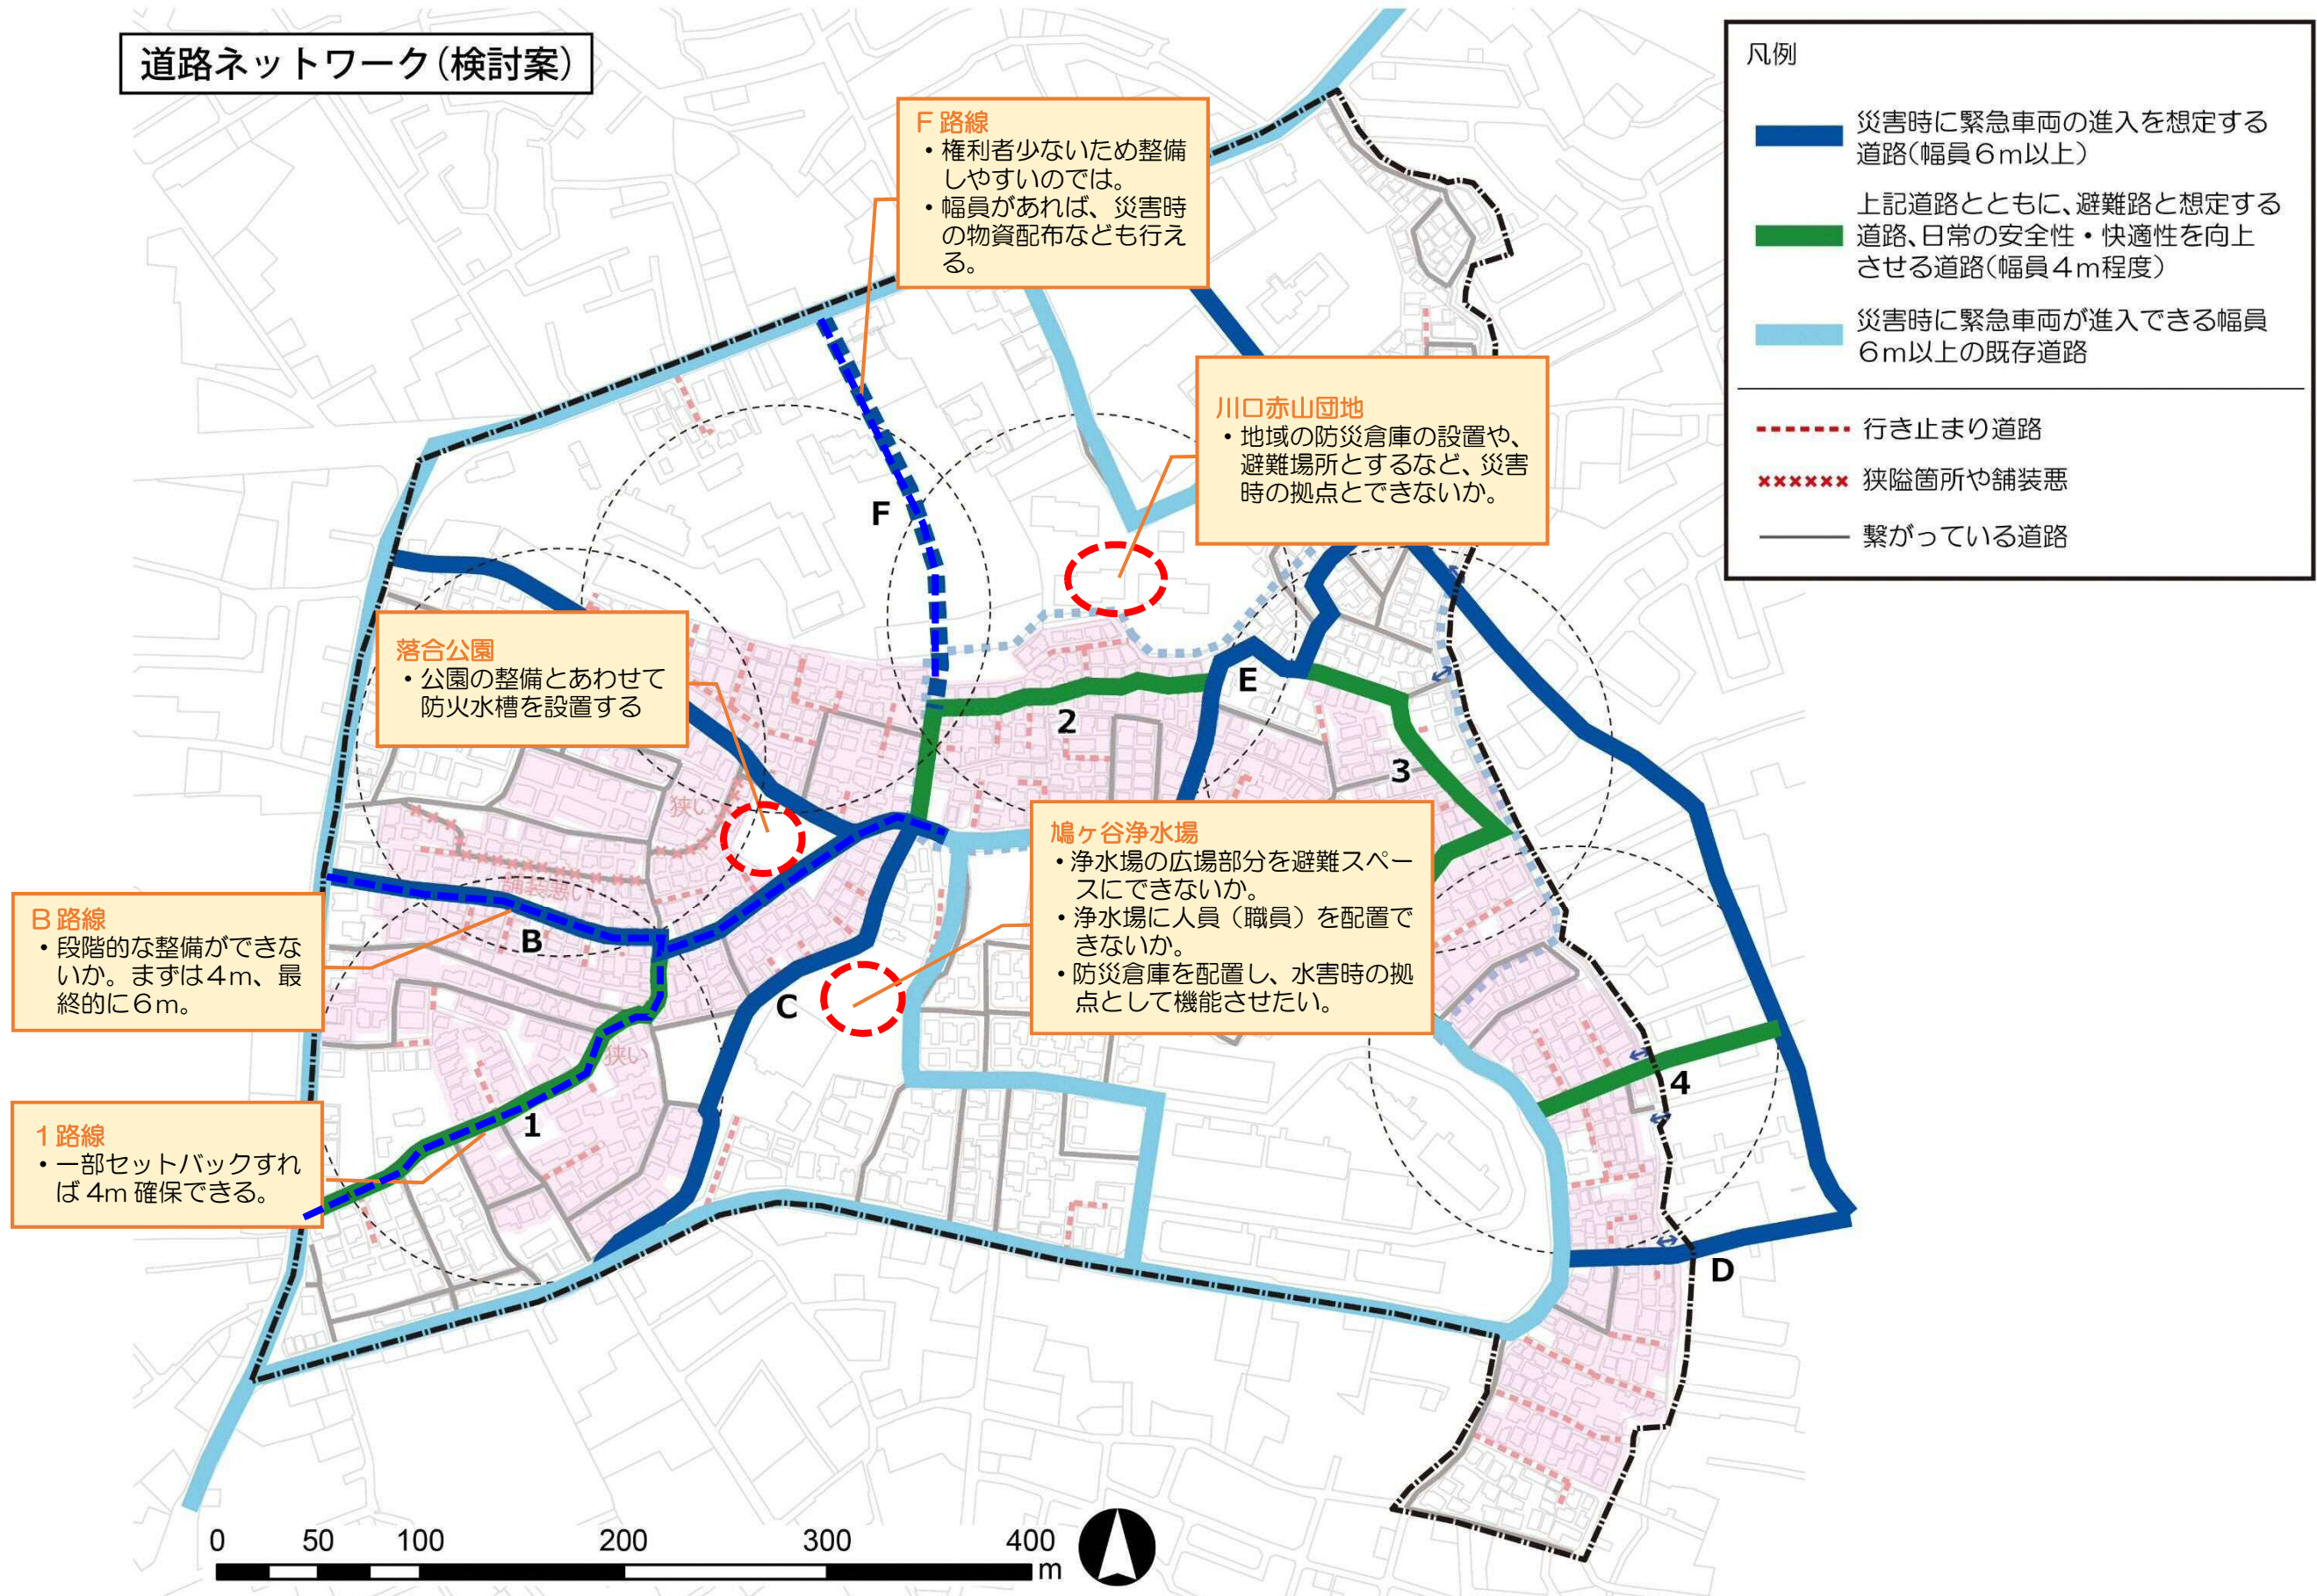 道路ネットワーク（検討案）
凡例
災害時に緊急車両の進入を想定する
道路（幅員６ｍ以上）
上記道路とともに、避難路と想定する
道路、日常の安全性・快適性を向上
させる道路（幅員４ｍ程度）
災害時に緊急車両が進入できる幅員
６ｍ以上の既存道路
行き止まり道路
狭隘箇所や舗装悪
繋がっている道路
Ｆ路線
・権利者少ないため整備
しやすいのでは。
・幅員があれば、災害時
の物資配布なども行え
る。
川口赤山団地
・地域の防災倉庫の設置や、
避難場所とするなど、災害
時の拠点とできないか。
F
落合公園
・公園の整備とあわせて
防火水槽を設置する
E
2
3
狭い
鳩ヶ谷浄水場
・浄水場の広場部分を避難スペー
スにできないか。
・浄水場に人員（職員）を配置で
きないか。
・防災倉庫を配置し、水害時の拠
点として機能させたい。
舗装悪い
B
Ｂ路線
・段階的な整備ができな
いか。まずは４ｍ、最
終的に６ｍ。
C
狭い
4
1
１路線
・一部セットバックすれ
ば 4m 確保できる。
D
0 50 100 200 300 400
m